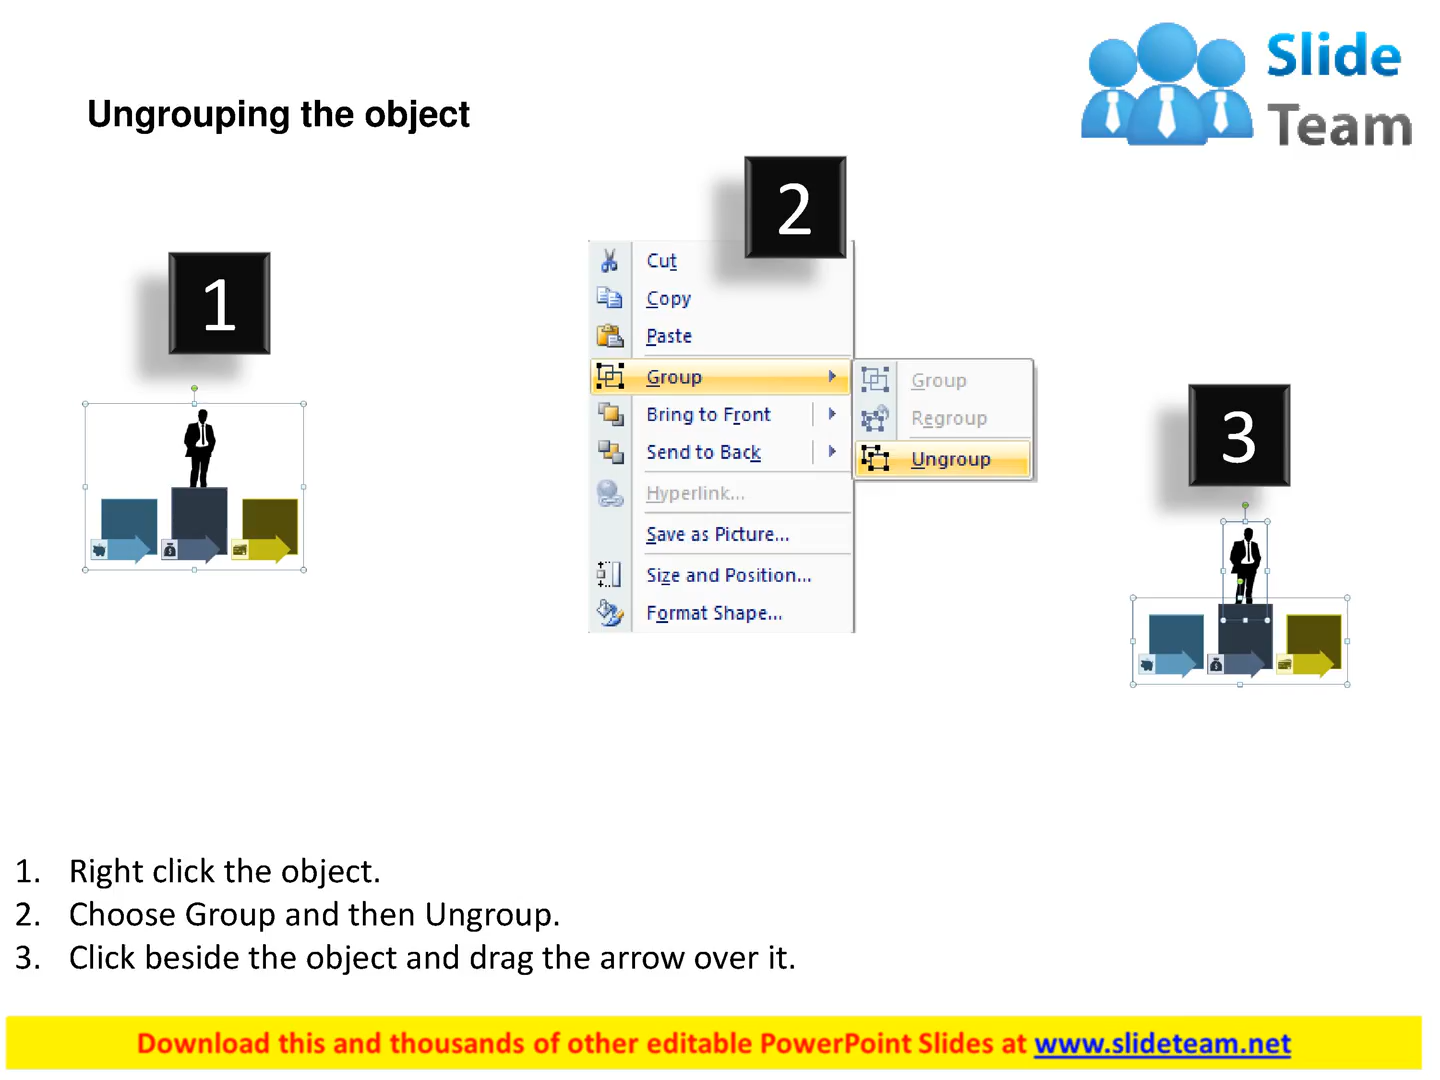 Slide
Team
Ungrouping the object
1
2
3
Cut
Copy
Paste
Group
Bring to Front
Send to Back
Hyperlink...
Save as Picture...
Size and Position...
Format Shape...
Group
Regroup
Ungroup
1. Right click the object.
2. Choose Group and then Ungroup.
3. Click beside the object and drag the arrow over it.
Download this and thousands of other editable PowerPoint Slides at www.slideteam.net